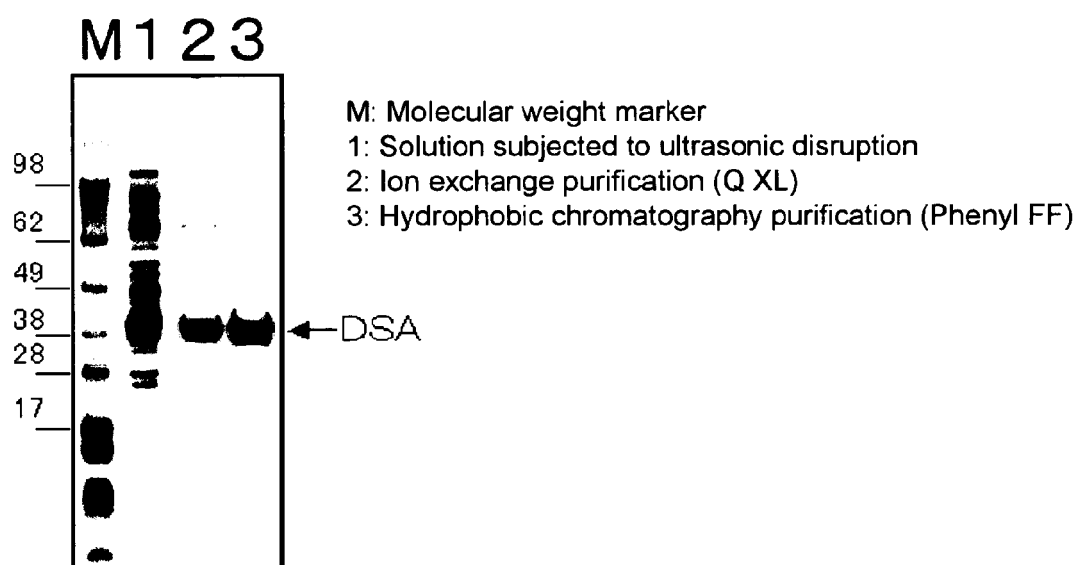 M 1 2 3
M: Molecular weight marker
1: Solution subjected to ultrasonic disruption
2: Ion exchange purification (Q XL)
3: Hydrophobic chromatography purification (Phenyl FF)
98
62
49
38
28
17
DSA